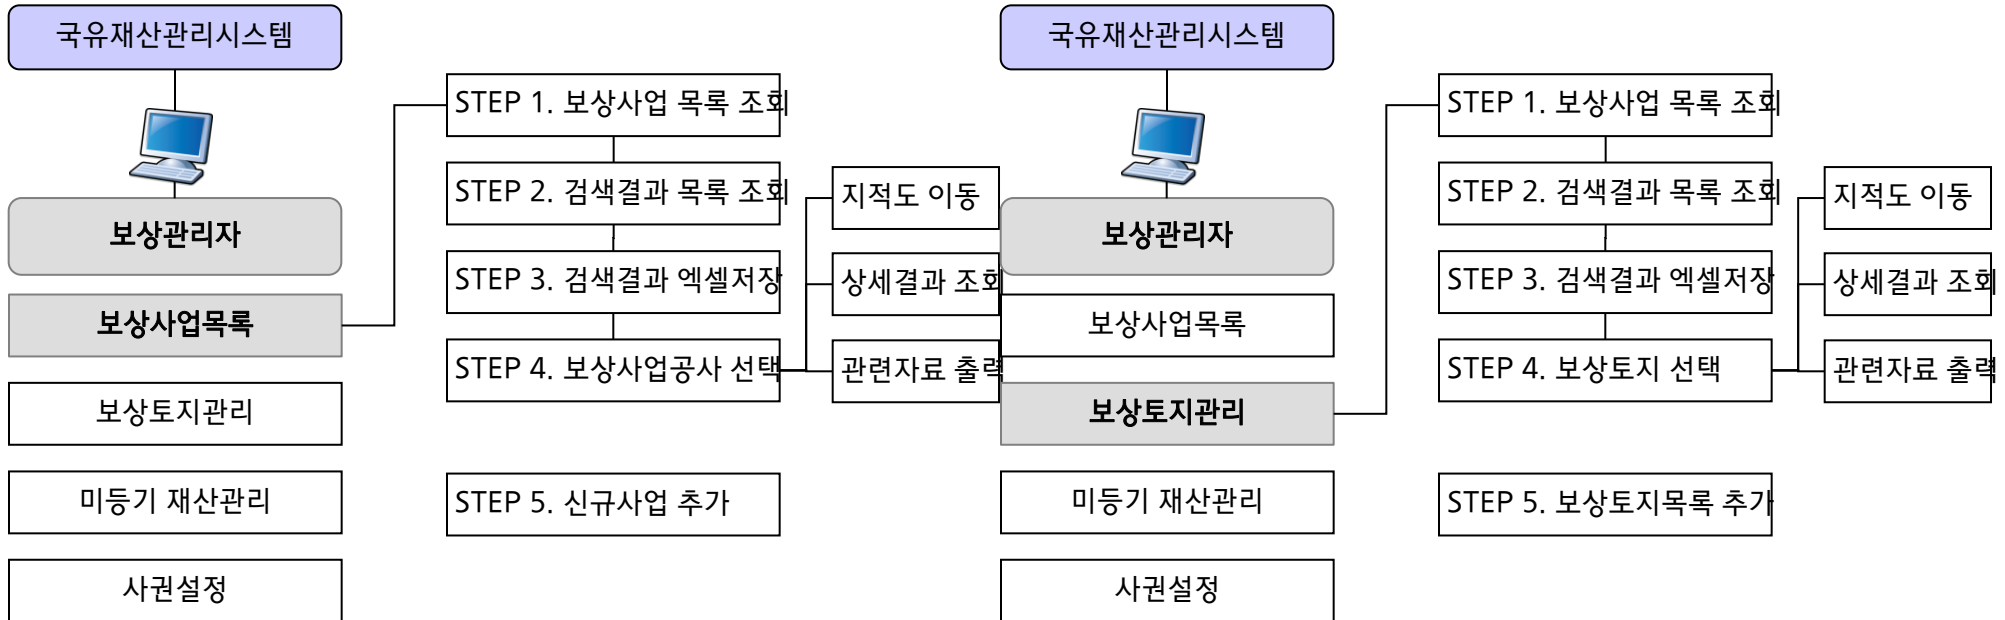 국유재산관리시스템
보상관리자
보상사업목록
보상토지관리
미등기 재산관리
사권설정
STEP 1. 보상사업 목록 조회
STEP 2. 검색결과 목록 조회
STEP 3. 검색결과 엑셀저장
STEP 4. 보상사업공사 선택
STEP 5. 신규사업 추가
지적도 이동
상세결과 조회
관련자료 출력
국유재산관리시스템
보상관리자
보상사업목록
보상토지관리
미등기 재산관리
사권설정
STEP 1. 보상사업 목록 조회
STEP 2. 검색결과 목록 조회
STEP 3. 검색결과 엑셀저장
STEP 4. 보상토지 선택
STEP 5. 보상토지목록 추가
지적도 이동
상세결과 조회
관련자료 출력